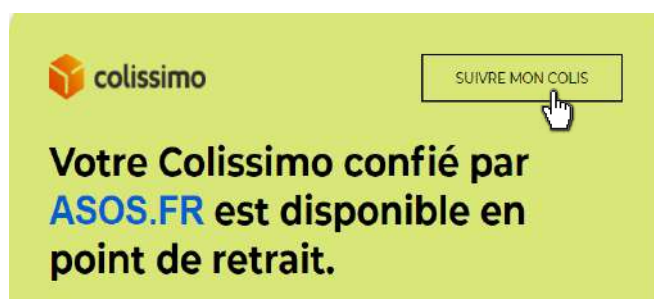 colissimo
SUIVRE MON COLIS
Votre Colissimo confié par
ASOS.FR est disponible en
point de retrait.